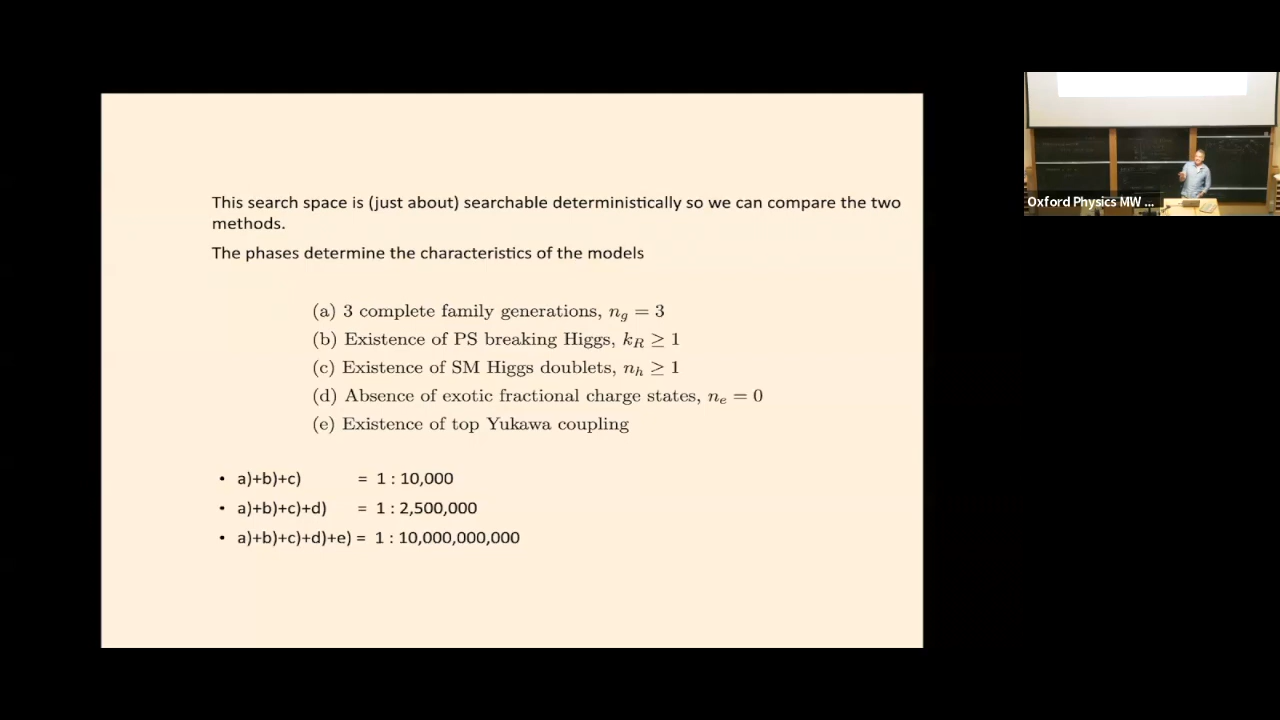 This search space is (just about) searchable deterministically so we can compare the two
methods.
The phases determine the characteristics of the models
(a) 3 complete family generations, n_g = 3
(b) Existence of PS breaking Higgs, k_R ≥ 1
(c) Existence of SM Higgs doublets, n_h ≥ 1
(d) Absence of exotic fractional charge states, n_e = 0
(e) Existence of top Yukawa coupling
• a)+b)+c) = 1 : 10,000
• a)+b)+c)+d) = 1 : 2,500,000
• a)+b)+c)+d)+e) = 1 : 10,000,000,000
Oxford Physics MW ...